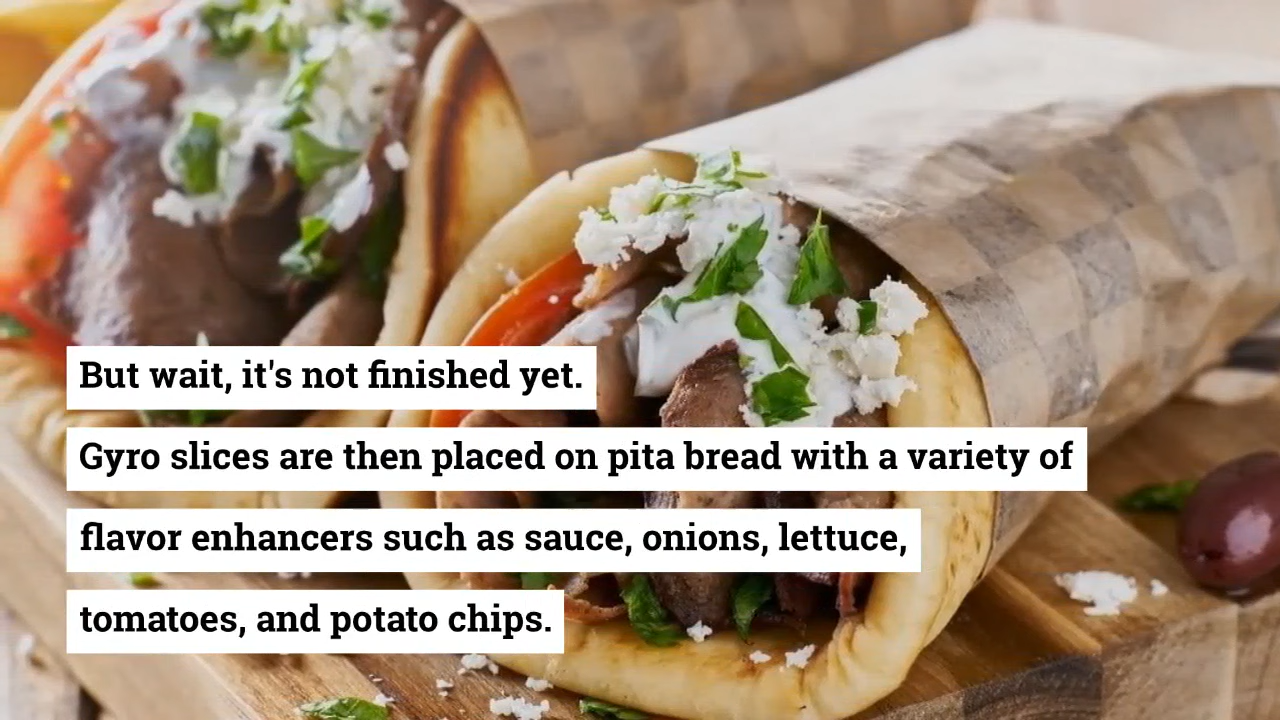 But wait, it's not finished yet.
Gyro slices are then placed on pita bread with a variety of
flavor enhancers such as sauce, onions, lettuce,
tomatoes, and potato chips.